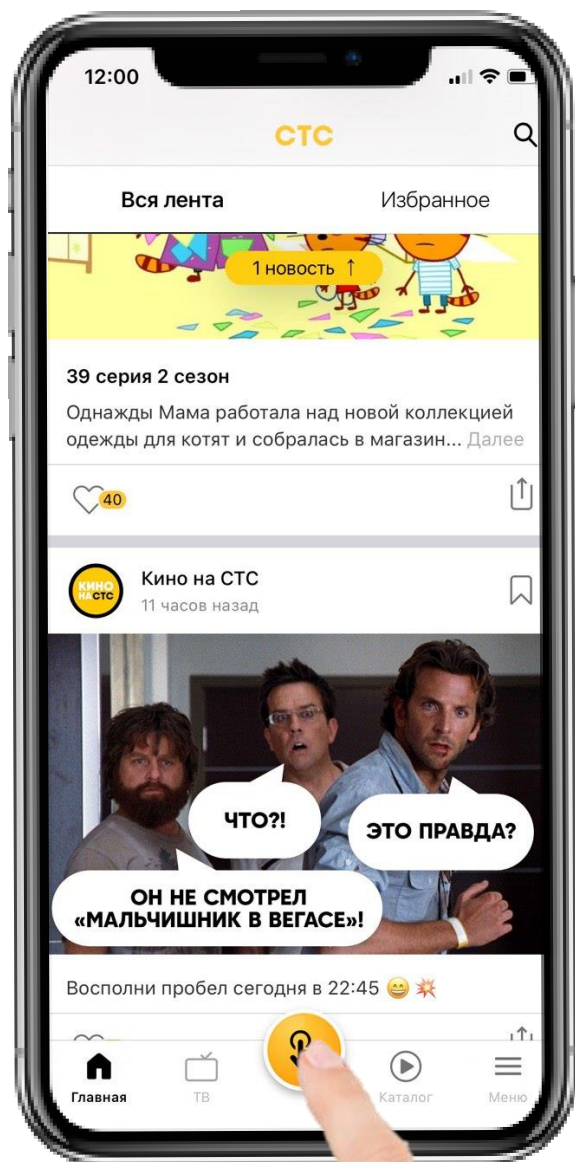 12:00
СТС
Вся лента
Избранное
1 новость ↑
39 серия 2 сезон
Однажды Мама работала над новой коллекцией
одежды для котят и собралась в магазин... Далее
40
КИНО
НА СТС
Кино на СТС
11 часов назад
ЧТО?!
ЭТО ПРАВДА?
ОН НЕ СМОТРЕЛ
«МАЛЬЧИШНИК В ВЕГАСЕ»!
Восполни пробел сегодня в 22:45 😄 💥
Главная
ТВ
Каталог
Меню